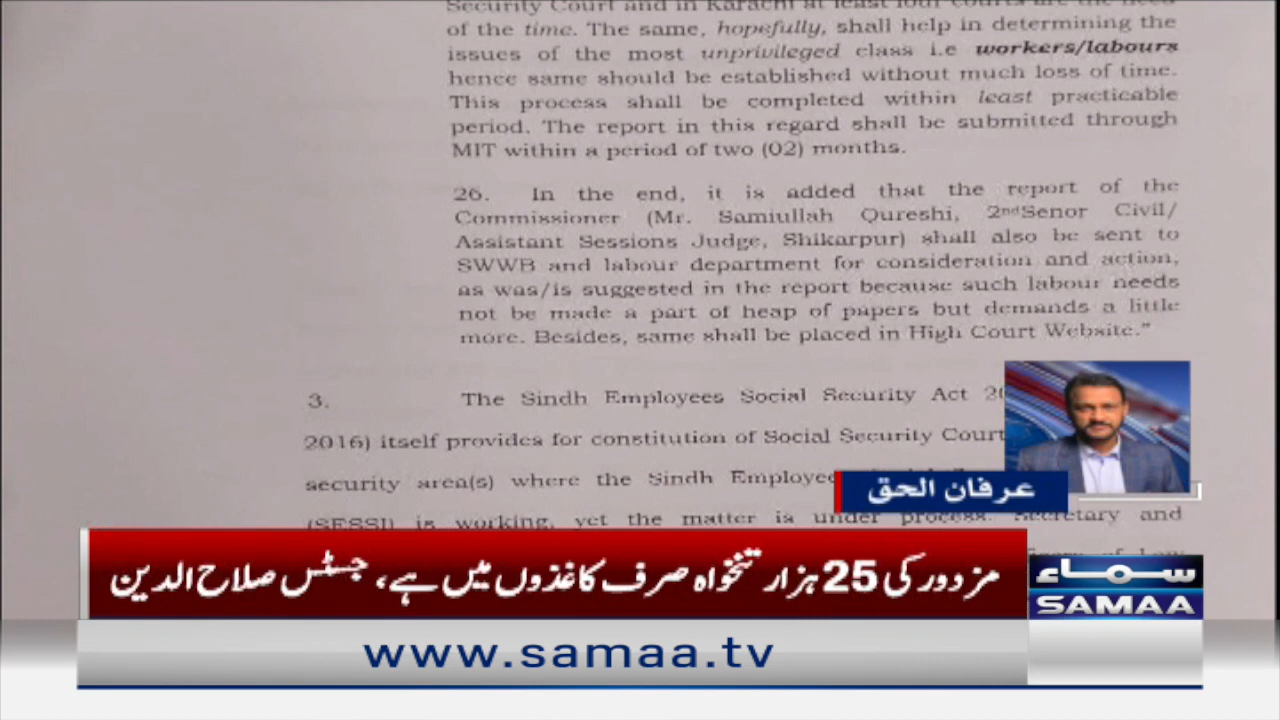 Security Court and in Karachi at least four courts are the need
of the time. The same, hopefully, shall help in determining the
issues of the most unprivileged class i.e workers/labours
hence same should be established without much loss of time.
This process shall be completed within least practicable
period. The report in this regard shall be submitted through
MIT within a period of two (02) months.
26. In the end, it is added that the report of the
Commissioner (Mr. Samiullah Qureshi, 2nd Senor Civil/
Assistant Sessions Judge, Shikarpur) shall also be sent to
SWWB and labour department for consideration and action,
as was/is suggested in the report because such labour needs
not be made a part of heap of papers but demands a little
more. Besides, same shall be placed in High Court Website."
3. The Sindh Employees Social Security Act 20
2016) itself provides for constitution of Social Security Court
security area(s) where the Sindh Employee
(SESSI) is working, yet the matter is under process. Secretary and
عرفان الحق
مزدور کی 25 ہزار تنخواہ صرف کاغذوں میں ہے، جسٹس صلاح الدین
سماء
SAMAA
www.samaa.tv